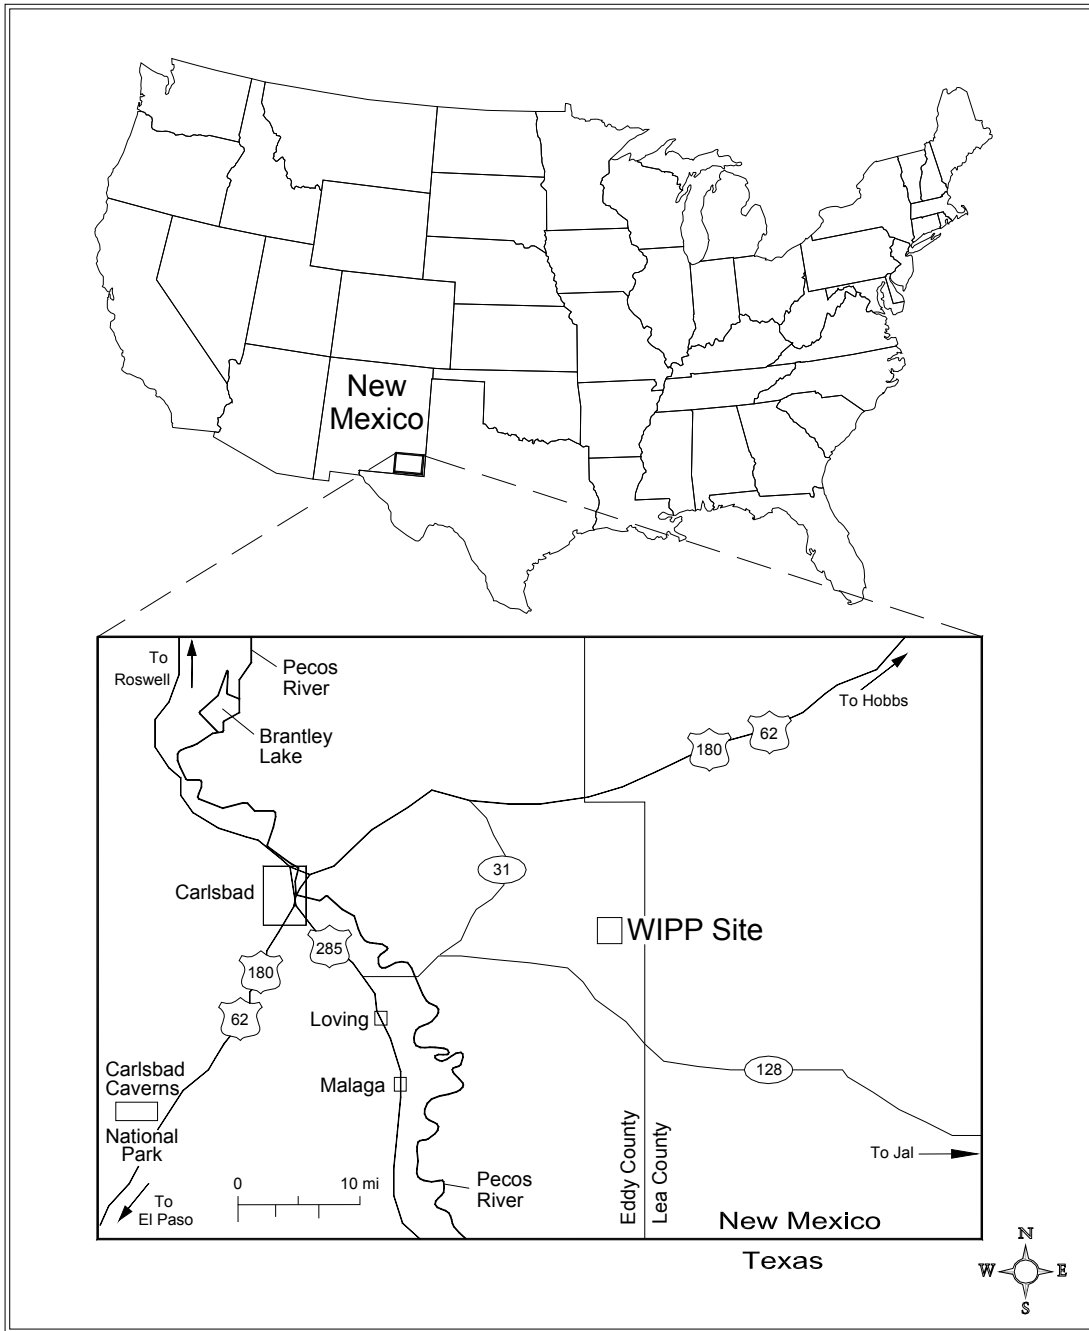 New
Mexico
To
Roswell
Pecos
River
Brantley
Lake
To Hobbs
62
180
31
Carlsbad
WIPP Site
285
180
62
Loving
Carlsbad
Caverns
National
Park
Malaga
128
To Jal
Eddy County
Lea County
0 10 mi
Pecos
River
To
El Paso
New Mexico
Texas
N
W E
S